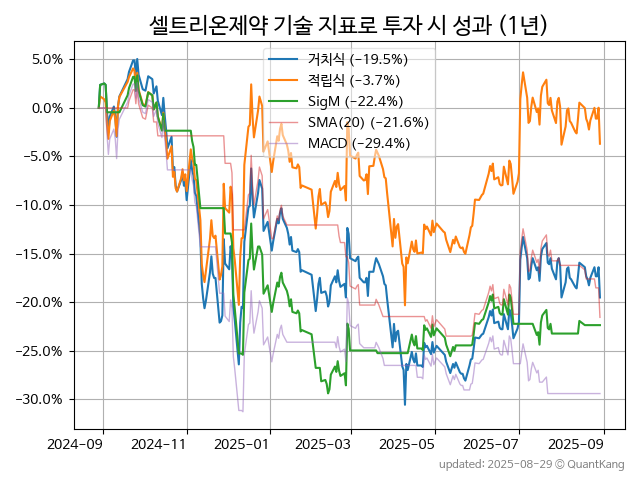 셀트리온제약 기술 지표로 투자 시 성과 (1년)
거치식 (−19.5%)
적립식 (−3.7%)
SigM (−22.4%)
SMA(20) (−21.6%)
MACD (−29.4%)
5.0%
0.0%
−5.0%
−10.0%
−15.0%
−20.0%
−25.0%
−30.0%
2024−09 2024−11 2025−01 2025−03 2025−05 2025−07 2025−09
updated: 2025-08-29 © QuantKang